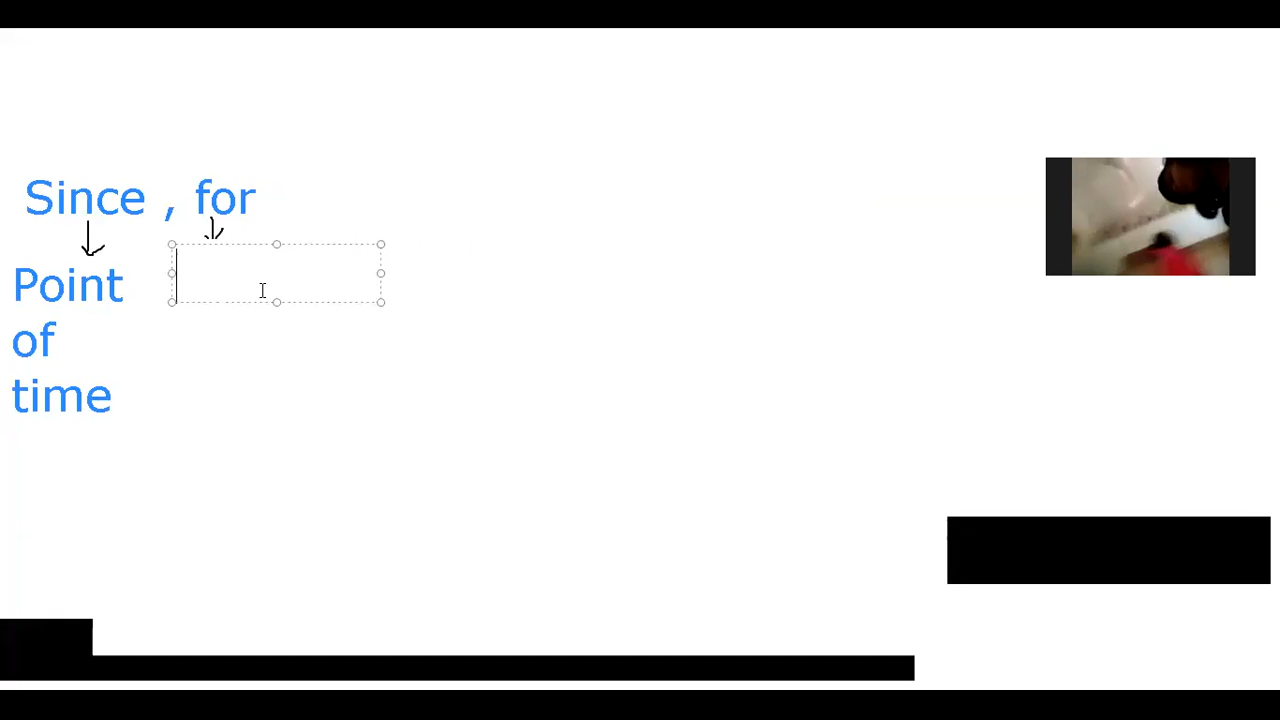 Since , for
Point
of
time